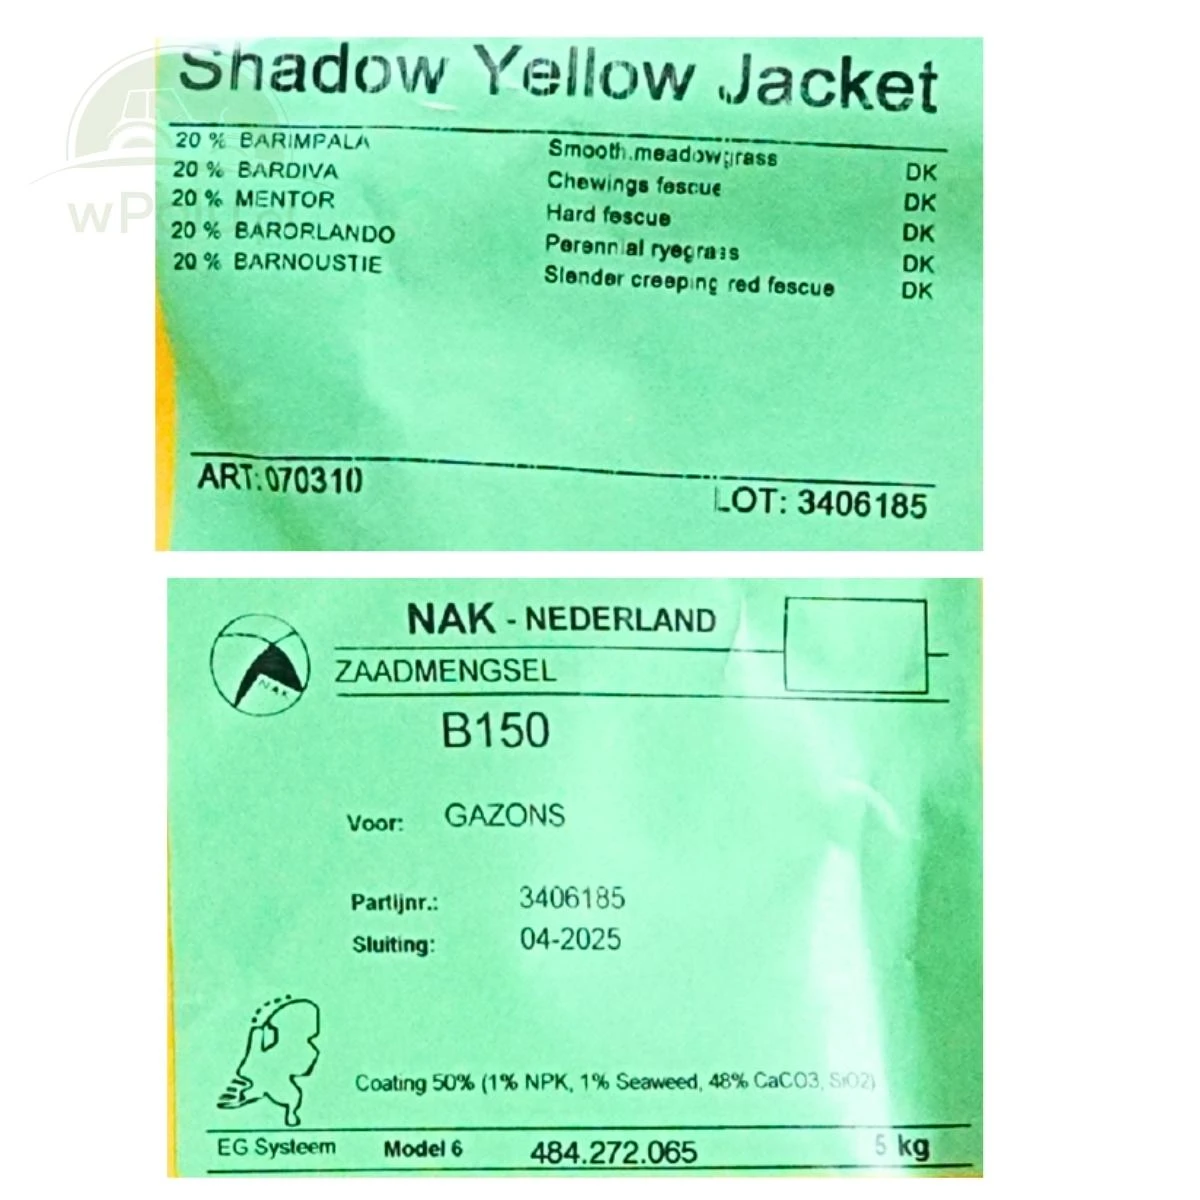 Shadow Yellow Jacket
20 % BARIMPALA Smooth meadowgrass DK
20 % BARDIVA Chewings fescue DK
20 % MENTOR Hard fescue DK
20 % BARORLANDO Perennial ryegrass DK
20 % BARNOUSTIE Slender creeping red fescue DK
ART: 070310 LOT: 3406185
NAK - NEDERLAND
NAK
ZAADMENGSEL
B150
Voor: GAZONS
Partijnr.: 3406185
Sluiting: 04-2025
Coating 50% (1% NPK, 1% Seaweed, 48% CaCO3, SiO2)
EG Systeem Model 6 484.272.065 5 kg